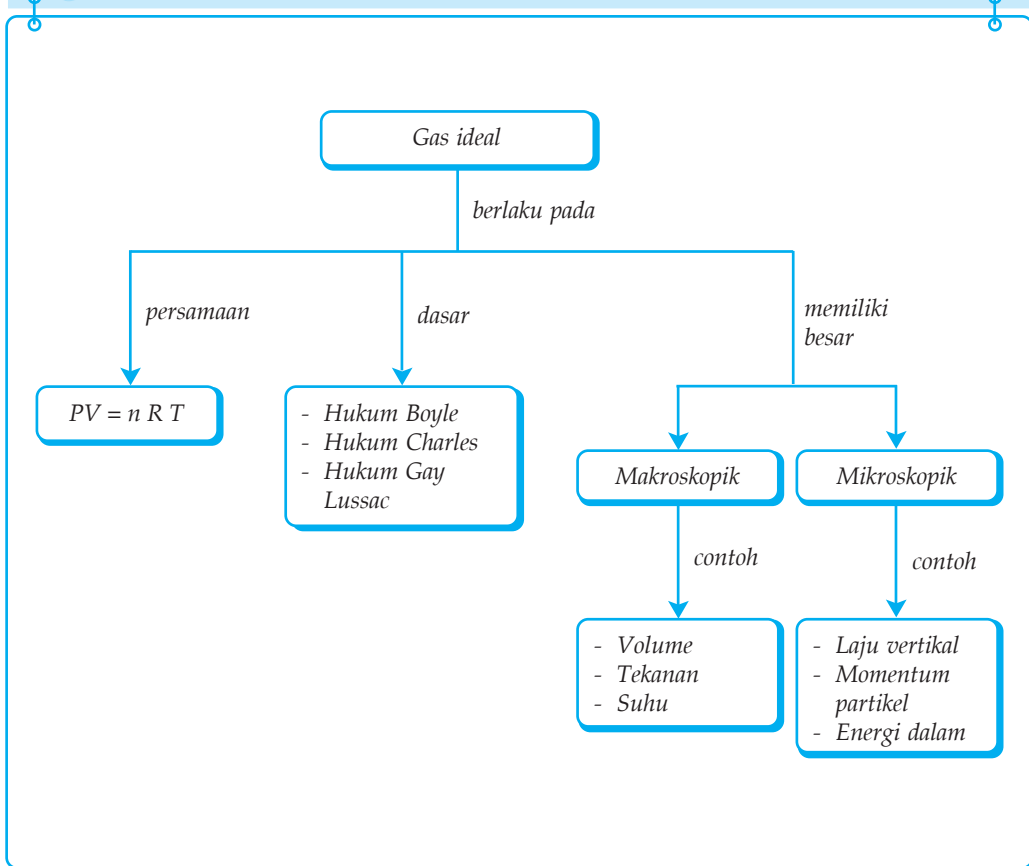 Gas ideal
berlaku pada
persamaan
dasar
memiliki
besar
PV = n R T
- Hukum Boyle
- Hukum Charles
- Hukum Gay
Lussac
Makroskopik
Mikroskopik
contoh
contoh
- Volume
- Tekanan
- Suhu
- Laju vertikal
- Momentum
partikel
- Energi dalam